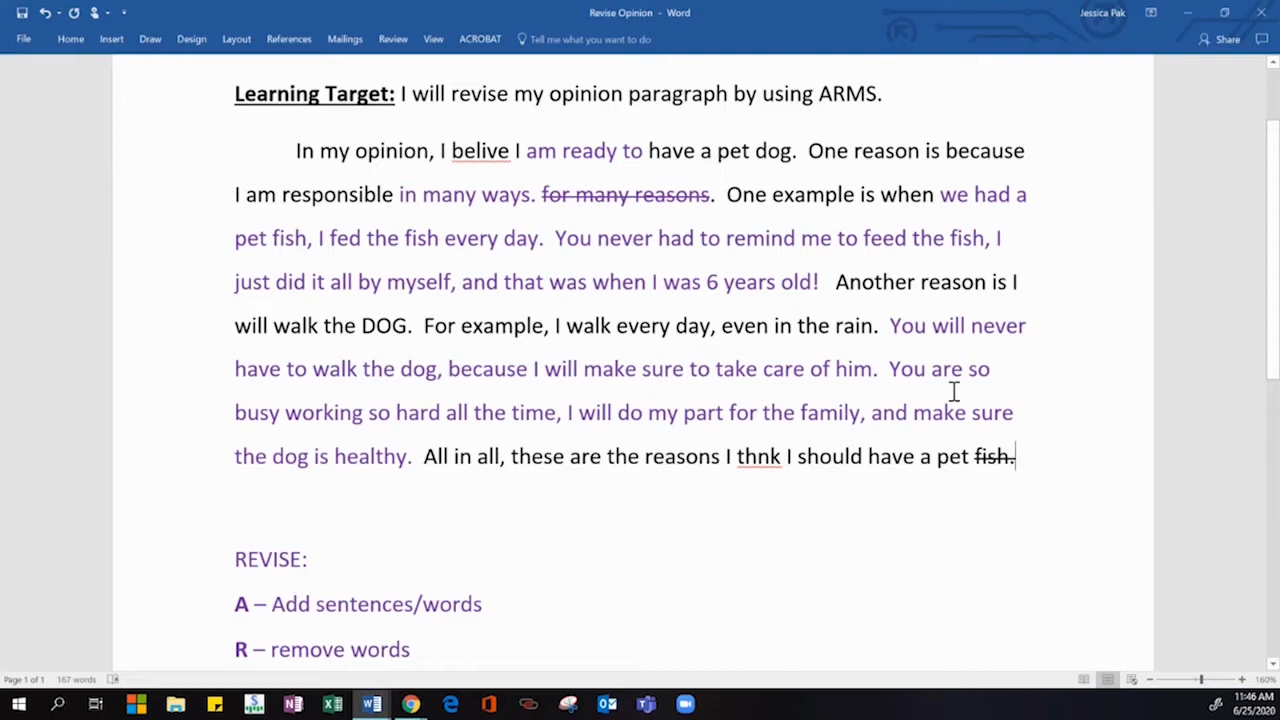 Revise Opinion - Word
Jessica Pak
File Home Insert Draw Design Layout References Mailings Review View ACROBAT Tell me what you want to do Share
Learning Target: I will revise my opinion paragraph by using ARMS.
In my opinion, I belive I am ready to have a pet dog. One reason is because
I am responsible in many ways. for many reasons. One example is when we had a
pet fish, I fed the fish every day. You never had to remind me to feed the fish, I
just did it all by myself, and that was when I was 6 years old! Another reason is I
will walk the DOG. For example, I walk every day, even in the rain. You will never
have to walk the dog, because I will make sure to take care of him. You are so
busy working so hard all the time, I will do my part for the family, and make sure
the dog is healthy. All in all, these are the reasons I thnk I should have a pet fish.
REVISE:
A – Add sentences/words
R – remove words
Page 1 of 1 167 words 160%
11:46 AM
6/25/2020